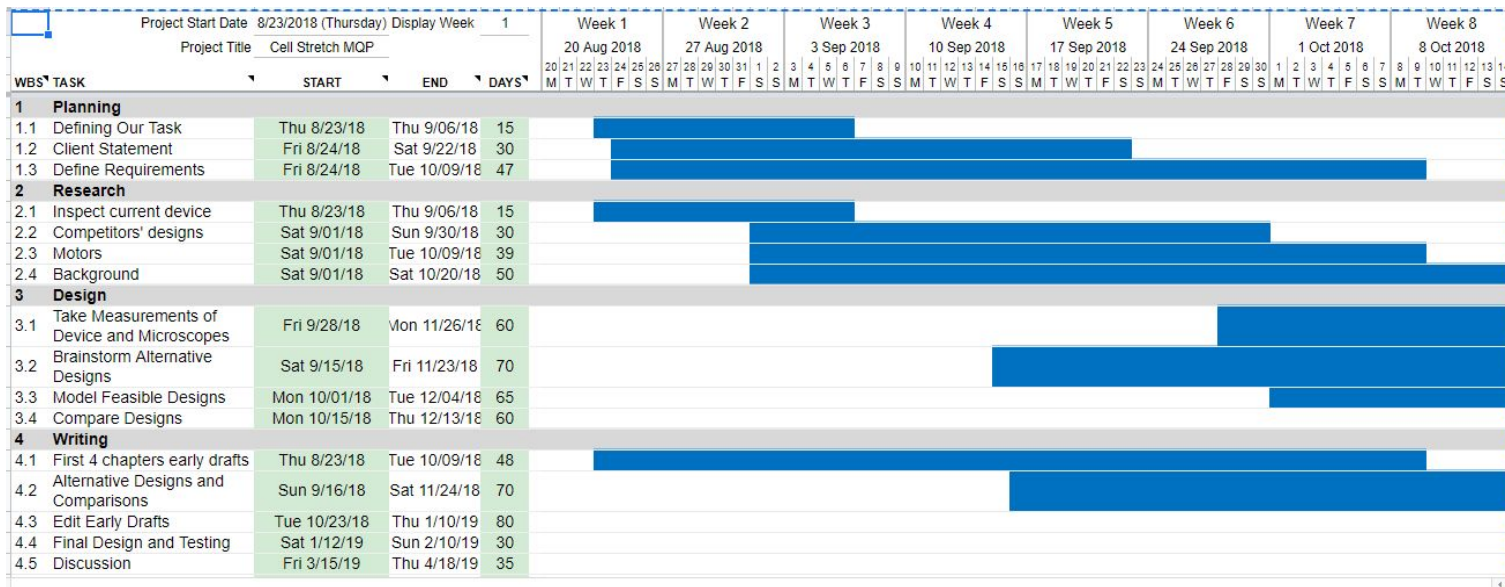 Project Start Date 8/23/2018 (Thursday) Display Week 1 Week 1 Week 2 Week 3 Week 4 Week 5 Week 6 Week 7 Week 8
Project Title Cell Stretch MQP 20 Aug 2018 27 Aug 2018 3 Sep 2018 10 Sep 2018 17 Sep 2018 24 Sep 2018 1 Oct 2018 8 Oct 2018
20 21 22 23 24 25 26 27 28 29 30 31 1 2 3 4 5 6 7 8 9 10 11 12 13 14 15 16 17 18 19 20 21 22 23 24 25 26 27 28 29 30 1 2 3 4 5 6 7 8 9 10 11 12 13
WBS TASK START END DAYS M T W T F S S M T W T F S S M T W T F S S M T W T F S S M T W T F S S M T W T F S S M T W T F S S M T W T F S S
1 Planning
1.1 Defining Our Task Thu 8/23/18 Thu 9/06/18 15
1.2 Client Statement Fri 8/24/18 Sat 9/22/18 30
1.3 Define Requirements Fri 8/24/18 Tue 10/09/18 47
2 Research
2.1 Inspect current device Thu 8/23/18 Thu 9/06/18 15
2.2 Competitors' designs Sat 9/01/18 Sun 9/30/18 30
2.3 Motors Sat 9/01/18 Tue 10/09/18 39
2.4 Background Sat 9/01/18 Sat 10/20/18 50
3 Design
3.1 Take Measurements of
Device and Microscopes Fri 9/28/18 Mon 11/26/18 60
3.2 Brainstorm Alternative
Designs Sat 9/15/18 Fri 11/23/18 70
3.3 Model Feasible Designs Mon 10/01/18 Tue 12/04/18 65
3.4 Compare Designs Mon 10/15/18 Thu 12/13/18 60
4 Writing
4.1 First 4 chapters early drafts Thu 8/23/18 Tue 10/09/18 48
4.2 Alternative Designs and
Comparisons Sun 9/16/18 Sat 11/24/18 70
4.3 Edit Early Drafts Tue 10/23/18 Thu 1/10/19 80
4.4 Final Design and Testing Sat 1/12/19 Sun 2/10/19 30
4.5 Discussion Fri 3/15/19 Thu 4/18/19 35